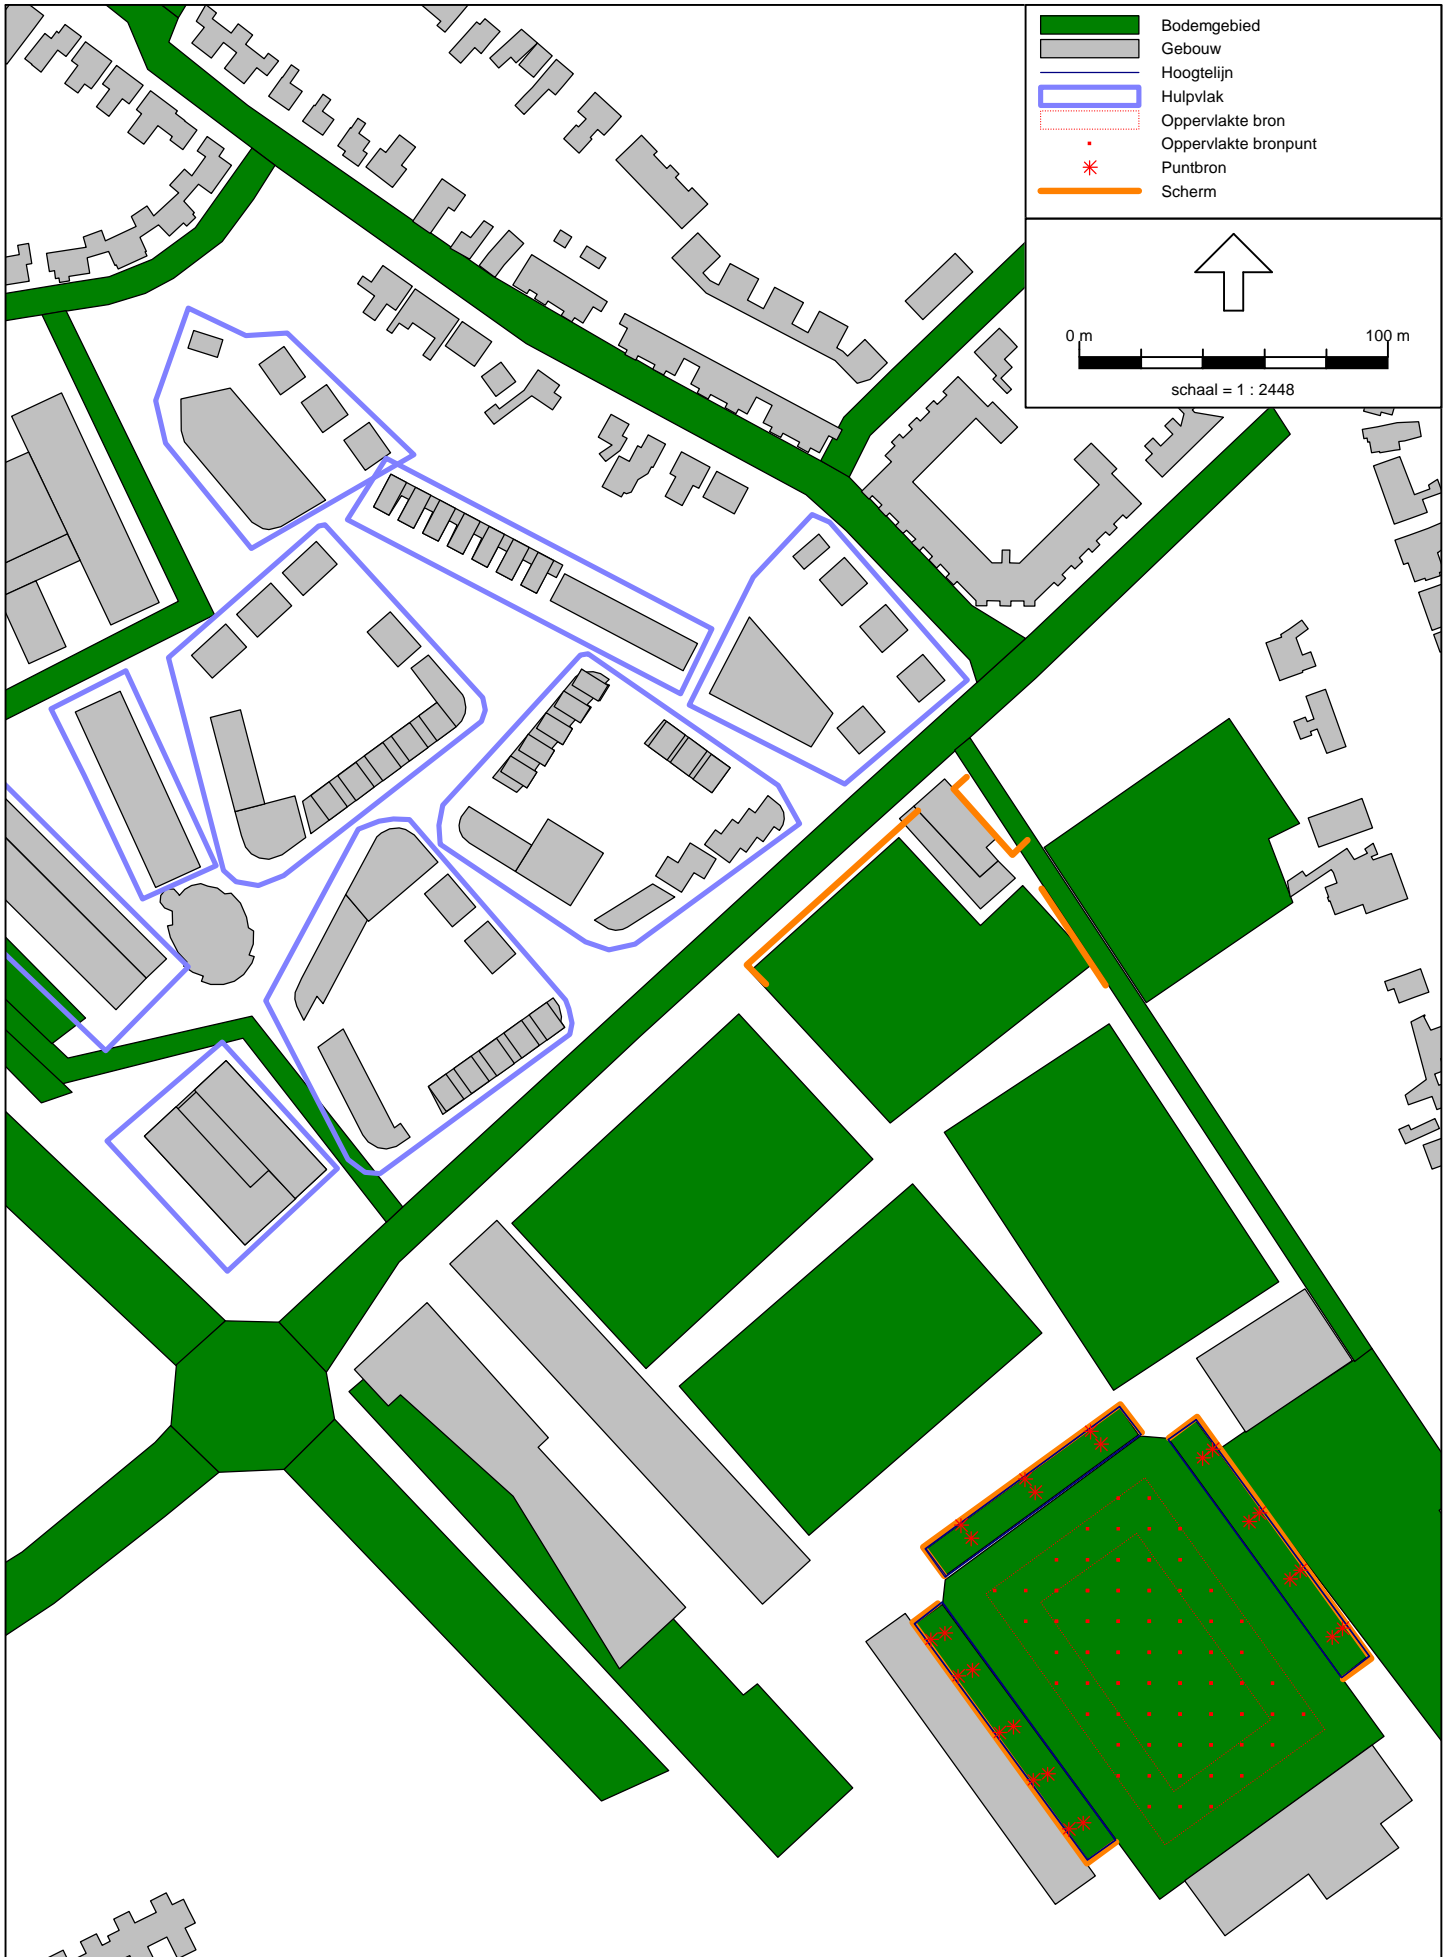 Bodemgebied
Gebouw
Hoogtelijn
Hulpvlak
Oppervlakte bron
Oppervlakte bronpunt
Puntbron
Scherm
0 m 100 m
schaal = 1 : 2448